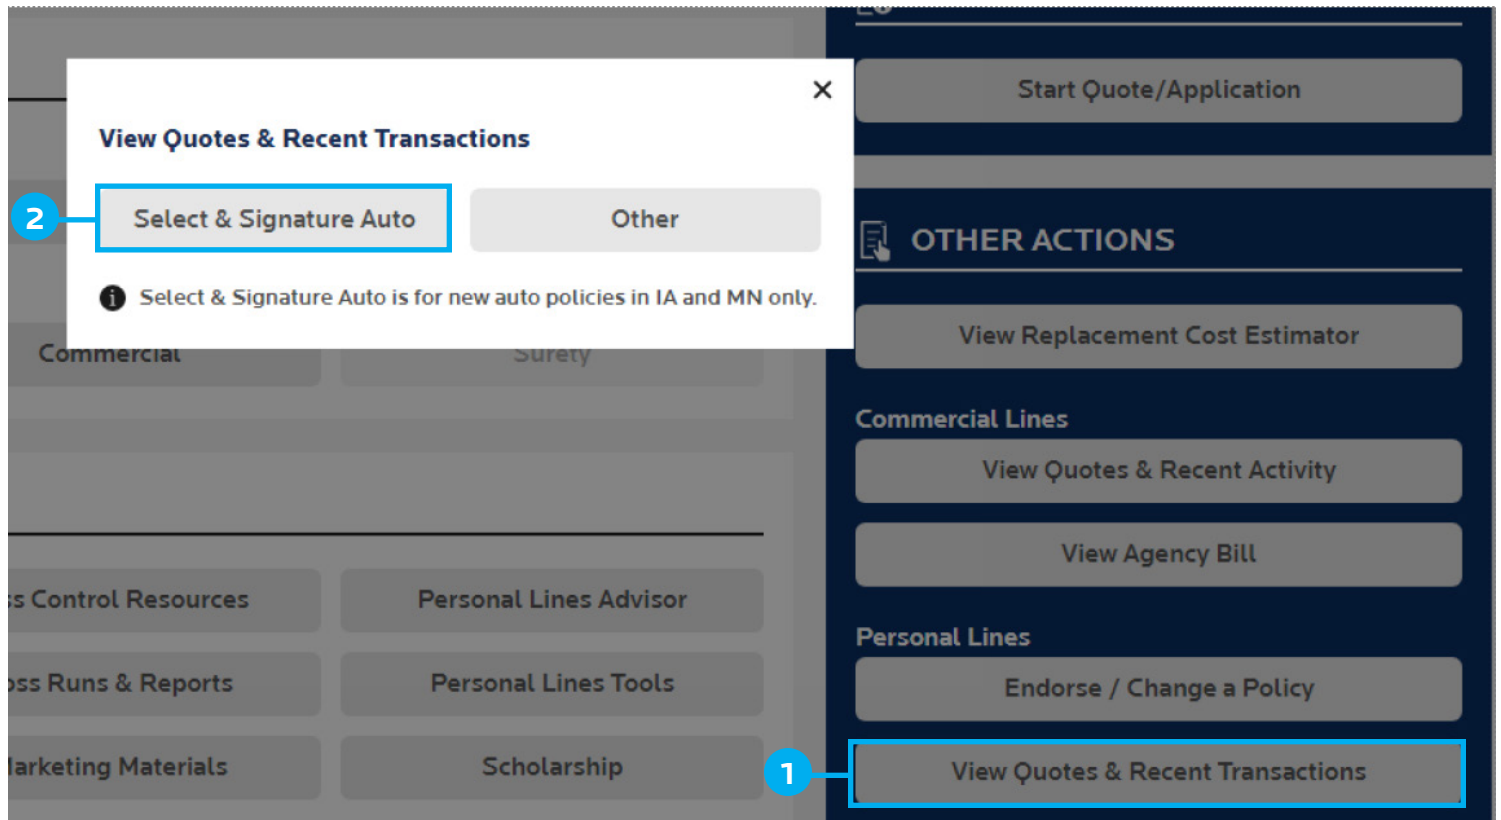 Start Quote/Application
View Quotes & Recent Transactions
2
Select & Signature Auto
Other
Select & Signature Auto is for new auto policies in IA and MN only.
Commercial
Surety
OTHER ACTIONS
View Replacement Cost Estimator
Commercial Lines
View Quotes & Recent Activity
View Agency Bill
Control Resources
Personal Lines Advisor
Runs & Reports
Personal Lines Tools
Materials
Scholarship
Personal Lines
Endorse / Change a Policy
1
View Quotes & Recent Transactions